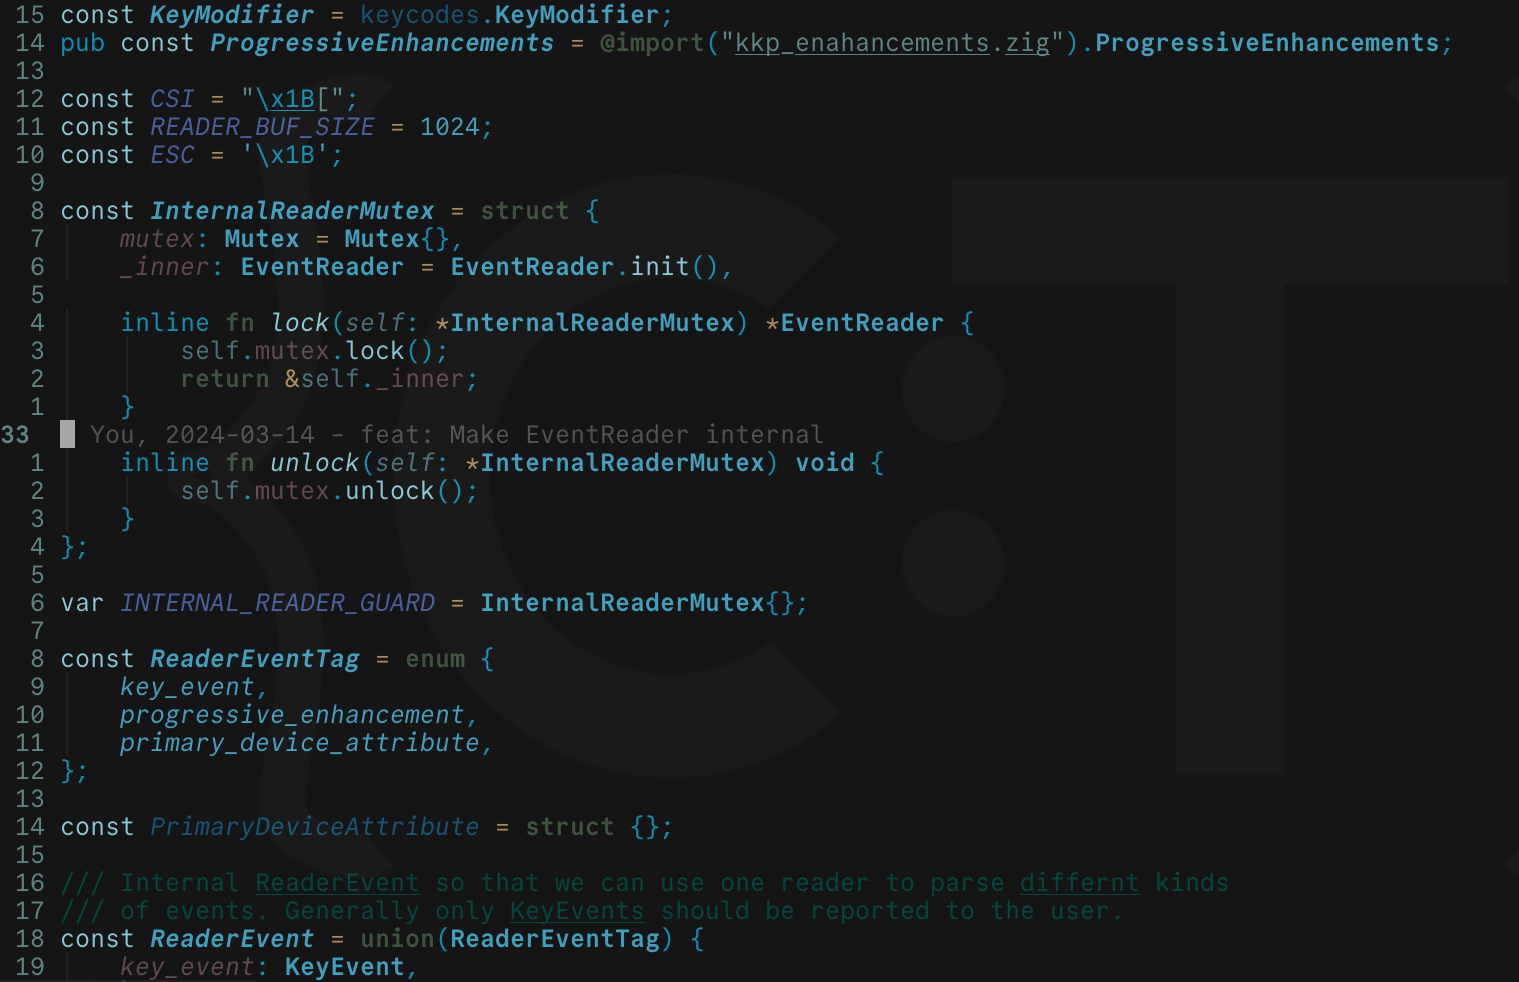 15 const KeyModifier = keycodes.KeyModifier;
14 pub const ProgressiveEnhancements = @import("kkp_enahancements.zig").ProgressiveEnhancements;
13
12 const CSI = "\x1B[";
11 const READER_BUF_SIZE = 1024;
10 const ESC = '\x1B';
9
8 const InternalReaderMutex = struct {
7     mutex: Mutex = Mutex{},
6     _inner: EventReader = EventReader.init(),
5
4     inline fn lock(self: *InternalReaderMutex) *EventReader {
3         self.mutex.lock();
2         return &self._inner;
1     }
33 You, 2024-03-14 - feat: Make EventReader internal
1     inline fn unlock(self: *InternalReaderMutex) void {
2         self.mutex.unlock();
3     }
4 };
5
6 var INTERNAL_READER_GUARD = InternalReaderMutex{};
7
8 const ReaderEventTag = enum {
9     key_event,
10     progressive_enhancement,
11     primary_device_attribute,
12 };
13
14 const PrimaryDeviceAttribute = struct {};
15
16 /// Internal ReaderEvent so that we can use one reader to parse differnt kinds
17 /// of events. Generally only KeyEvents should be reported to the user.
18 const ReaderEvent = union(ReaderEventTag) {
19     key_event: KeyEvent,